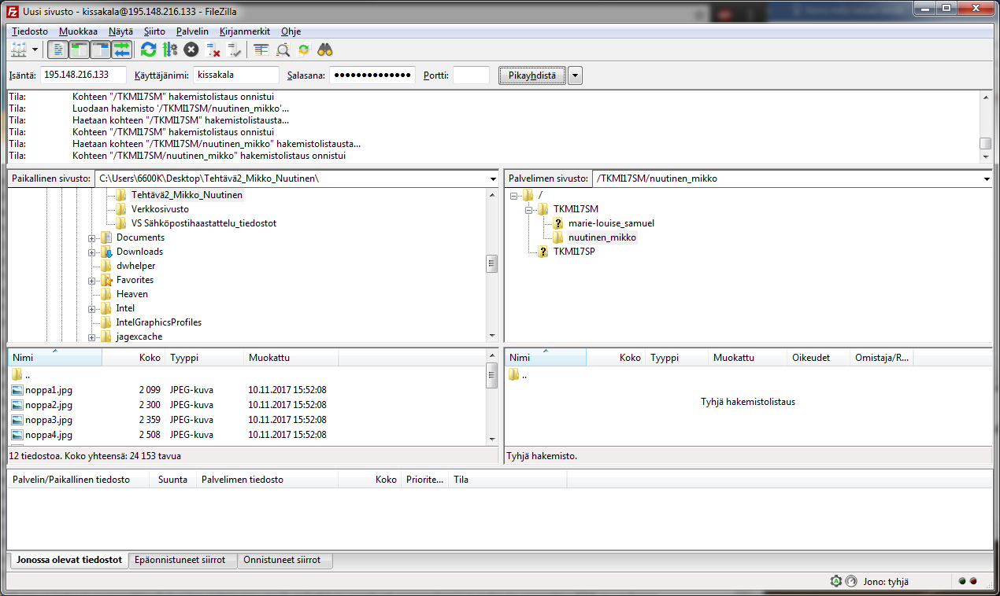 Uusi sivusto - kissakala@195.148.216.133 - FileZilla
Tiedosto Muokkaa Näytä Siirto Palvelin Kirjanmerkit Ohje
Isäntä: 195.148.216.133 Käyttäjänimi: kissakala Salasana: ●●●●●●●●●●●●●● Portti: Pikayhdistä
Tila: Kohteen "/TKMI17SM" hakemistolistaus onnistui
Tila: Luodaan hakemisto '/TKMI17SM/nuutinen_mikko'...
Tila: Haetaan kohteen "/TKMI17SM" hakemistolistausta...
Tila: Kohteen "/TKMI17SM" hakemistolistaus onnistui
Tila: Haetaan kohteen "/TKMI17SM/nuutinen_mikko" hakemistolistausta...
Tila: Kohteen "/TKMI17SM/nuutinen_mikko" hakemistolistaus onnistui
Paikallinen sivusto: C:\Users\6600K\Desktop\Tehtävä2_Mikko_Nuutinen\
Tehtävä2_Mikko_Nuutinen
Verkkosivusto
VS Sähköpostihaastattelu_tiedostot
Documents
Downloads
dwhelper
Favorites
Heaven
Intel
IntelGraphicsProfiles
jagexcache
Palvelimen sivusto: /TKMI17SM/nuutinen_mikko
/
TKMI17SM
marie-louise_samuel
nuutinen_mikko
TKMI17SP
Nimi Koko Tyyppi Muokattu
..
noppa1.jpg 2 099 JPEG-kuva 10.11.2017 15:52:08
noppa2.jpg 2 300 JPEG-kuva 10.11.2017 15:52:08
noppa3.jpg 2 359 JPEG-kuva 10.11.2017 15:52:08
noppa4.jpg 2 508 JPEG-kuva 10.11.2017 15:52:08
12 tiedostoa. Koko yhteensä: 24 153 tavua
Nimi Koko Tyyppi Muokattu Oikeudet Omistaja/R...
..
Tyhjä hakemistolistaus
Tyhjä hakemisto.
Palvelin/Paikallinen tiedosto Suunta Palvelimen tiedosto Koko Priorite... Tila
Jonossa olevat tiedostot Epäonnistuneet siirrot Onnistuneet siirrot
Jono: tyhjä